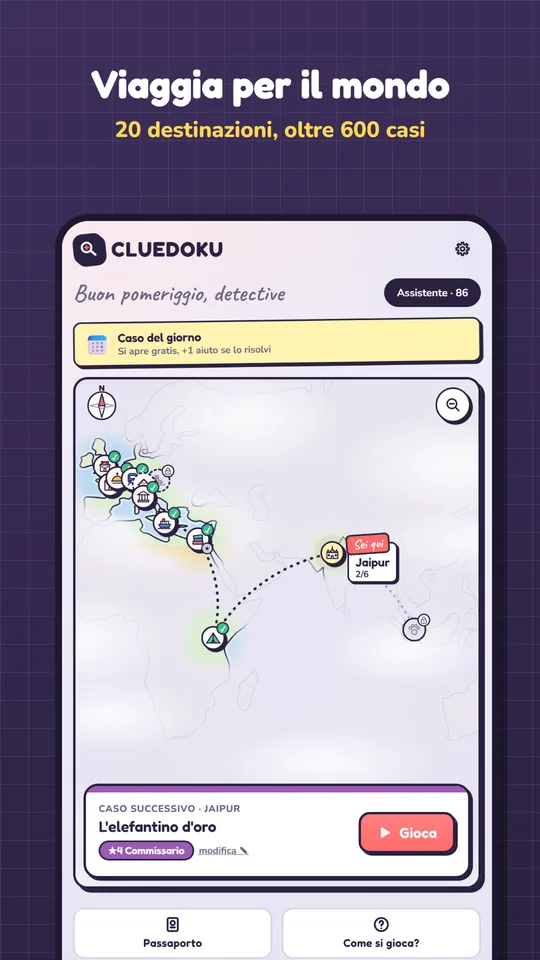 Viaggia per il mondo
20 destinazioni, oltre 600 casi
CLUEDOKU
Buon pomeriggio, detective
Assistente · 86
Caso del giorno
Si apre gratis, +1 aiuto se lo risolvi
N
Sei qui
Jaipur
2/6
CASO SUCCESSIVO · JAIPUR
L'elefantino d'oro
★4 Commissario
modifica ✎
Gioca
Passaporto
Come si gioca?